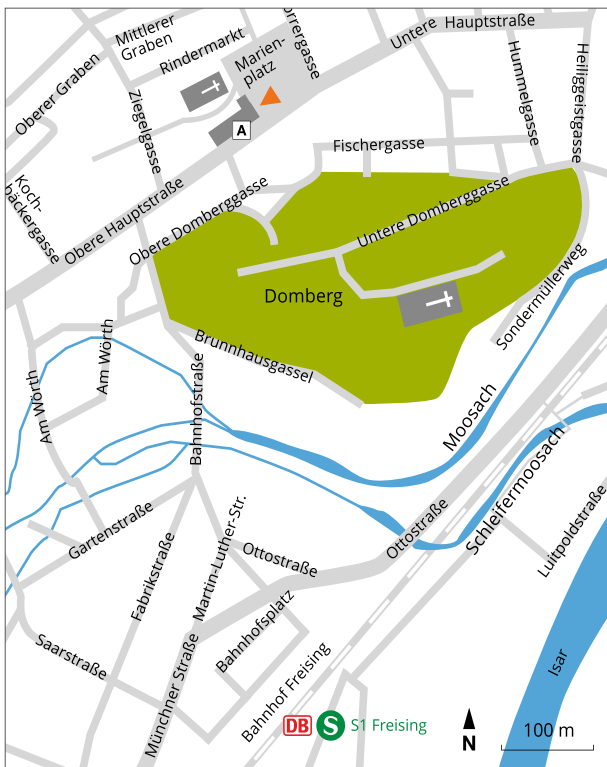 Mittlerer
Graben
Rindermarkt
Marien-
platz
orrergasse
Untere Hauptstraße
Oberer Graben
Ziegelgasse
Hummelgasse
Heiliggeistgasse
A
Fischergasse
Koch-
bäckergasse
Obere Hauptstraße
Obere Domberggasse
Untere Domberggasse
Domberg
Sondermüllerweg
Brunnhausgassel
Am Wörth
Am Wörth
Bahnhofstraße
Moosach
Schleifermoosach
Gartenstraße
Fabrikstraße
Martin-Luther-Str.
Ottostraße
Ottostraße
Luitpoldstraße
Saarstraße
Münchner Straße
Bahnhofsplatz
Bahnhof Freising
Isar
DB S S1 Freising
N
100 m